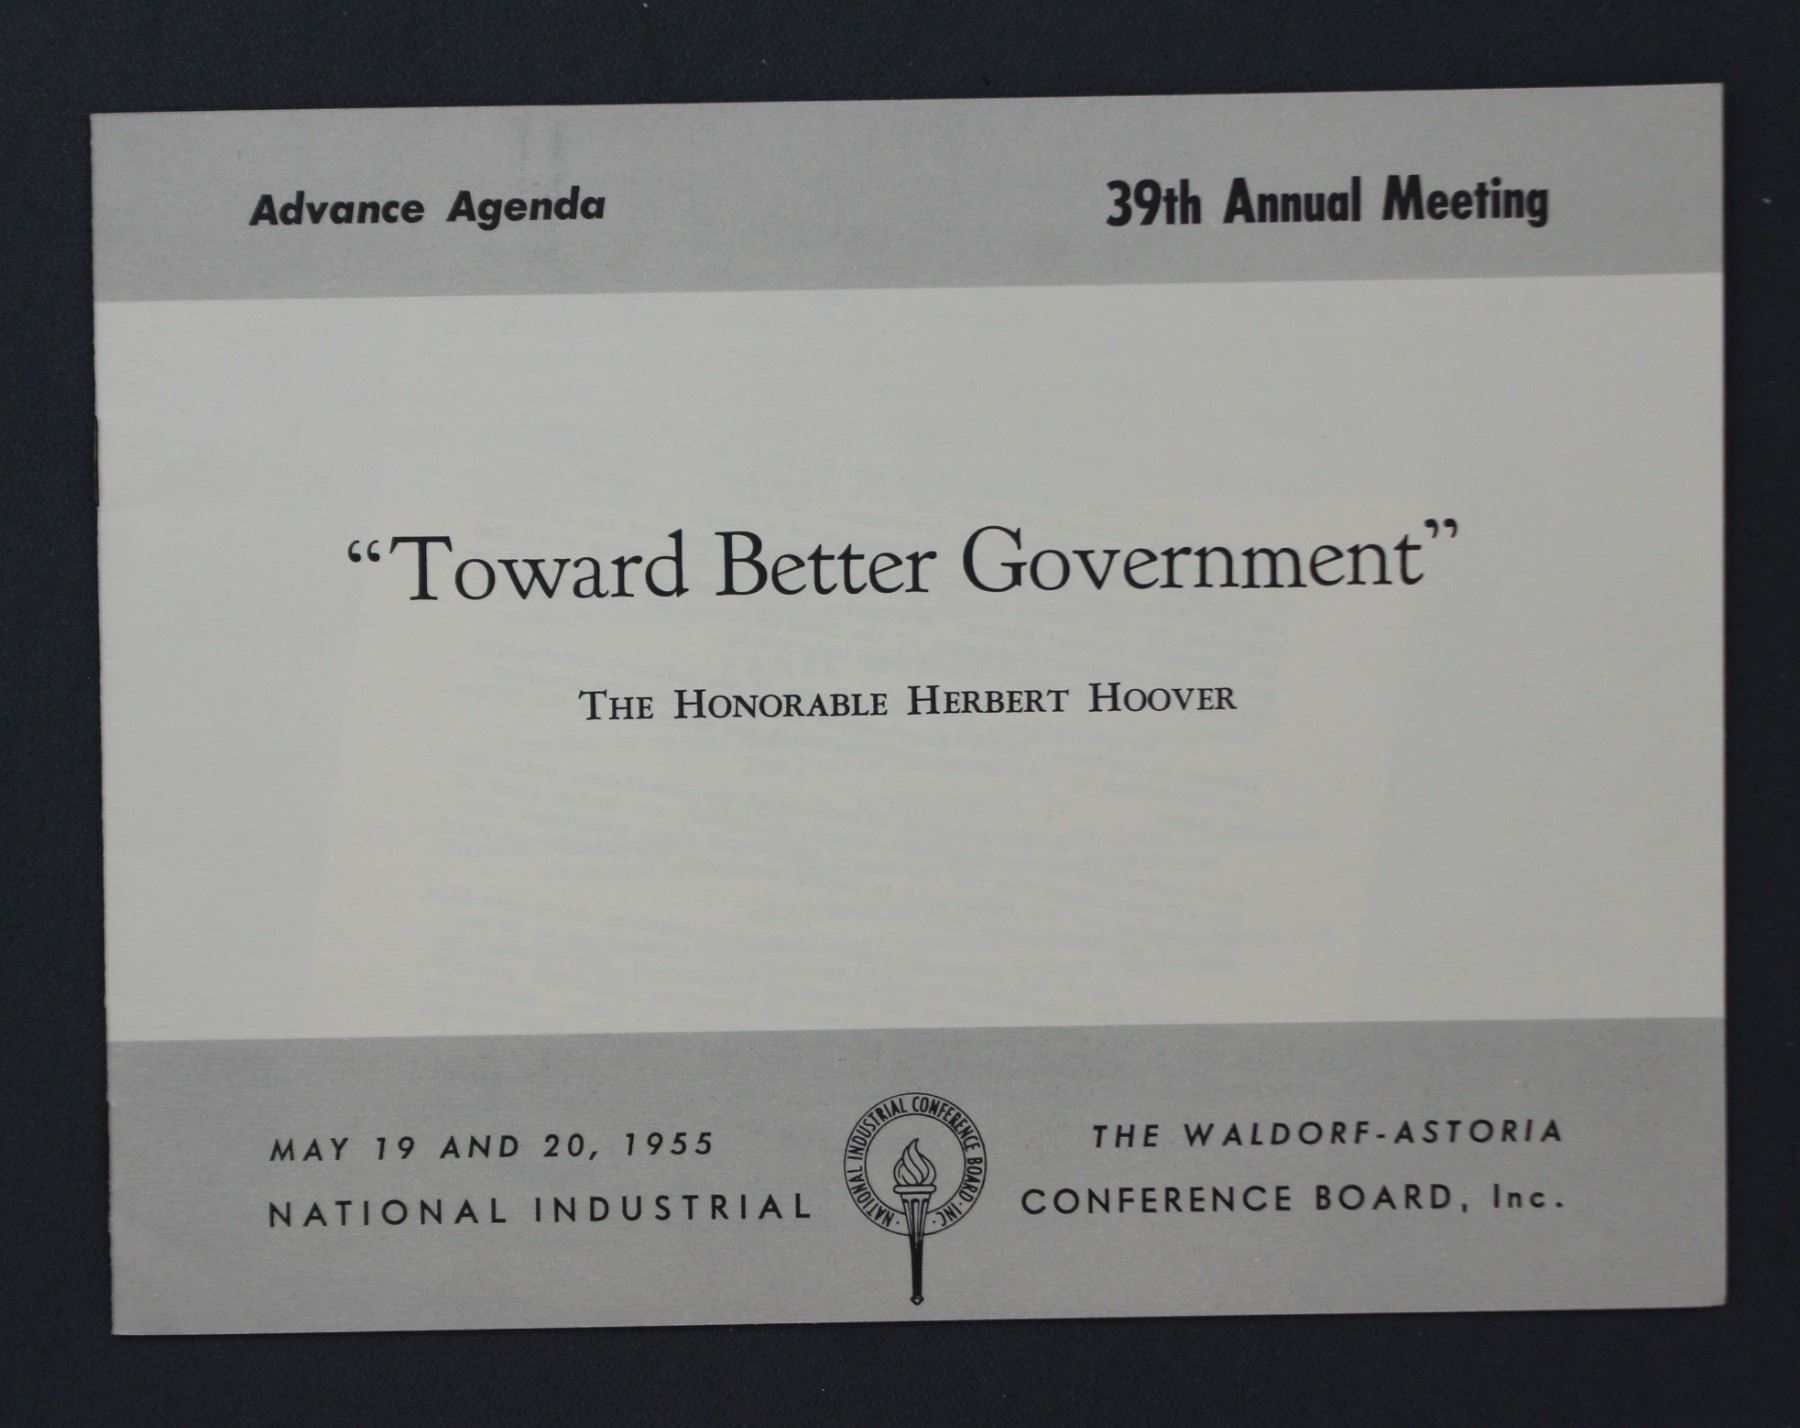 Advance Agenda
39th Annual Meeting
“Toward Better Government”
THE HONORABLE HERBERT HOOVER
MAY 19 AND 20, 1955
THE WALDORF-ASTORIA
NATIONAL INDUSTRIAL
CONFERENCE BOARD, Inc.
· NATIONAL INDUSTRIAL CONFERENCE BOARD · INC ·